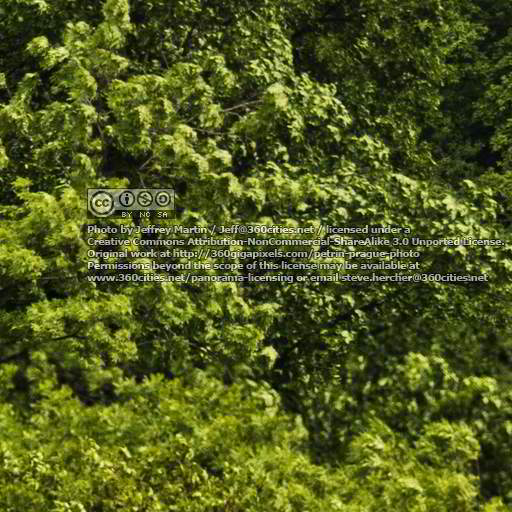 cc
BY NC SA
Photo by Jeffrey Martin / Jeff@360cities.net / licensed under a
Creative Commons Attribution-NonCommercial-ShareAlike 3.0 Unported License.
Original work at http://360gigapixels.com/petrin-prague-photo
Permissions beyond the scope of this license may be available at
www.360cities.net/panorama-licensing or email steve.hercher@360cities.net